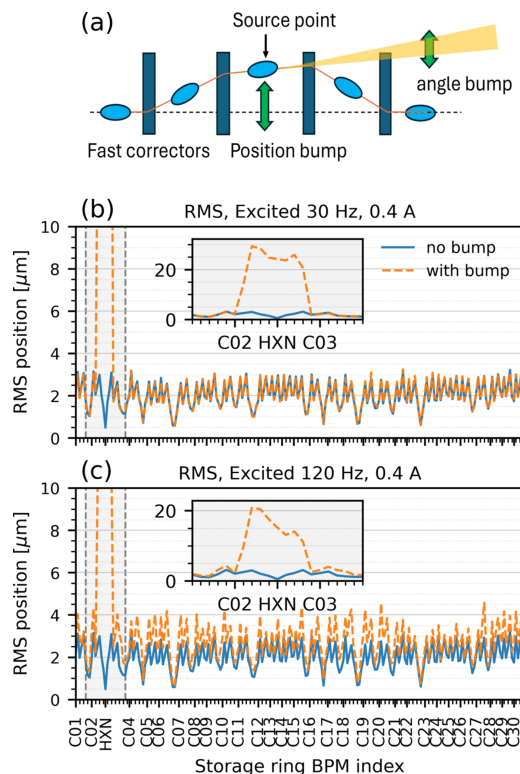 (a)
Source point
angle bump
Fast correctors
Position bump
(b)
RMS, Excited 30 Hz, 0.4 A
RMS position [μm]
10
8
6
4
2
0
20
0
C02 HXN C03
no bump
with bump
(c)
RMS, Excited 120 Hz, 0.4 A
RMS position [μm]
10
8
6
4
2
0
20
0
C02 HXN C03
C01
C02
HXN
C04
C05
C06
C07
C08
C09
C10
C11
C12
C13
C14
C15
C16
C17
C18
C19
C20
C21
C22
C23
C24
C25
C26
C27
C28
C29
C30
Storage ring BPM index